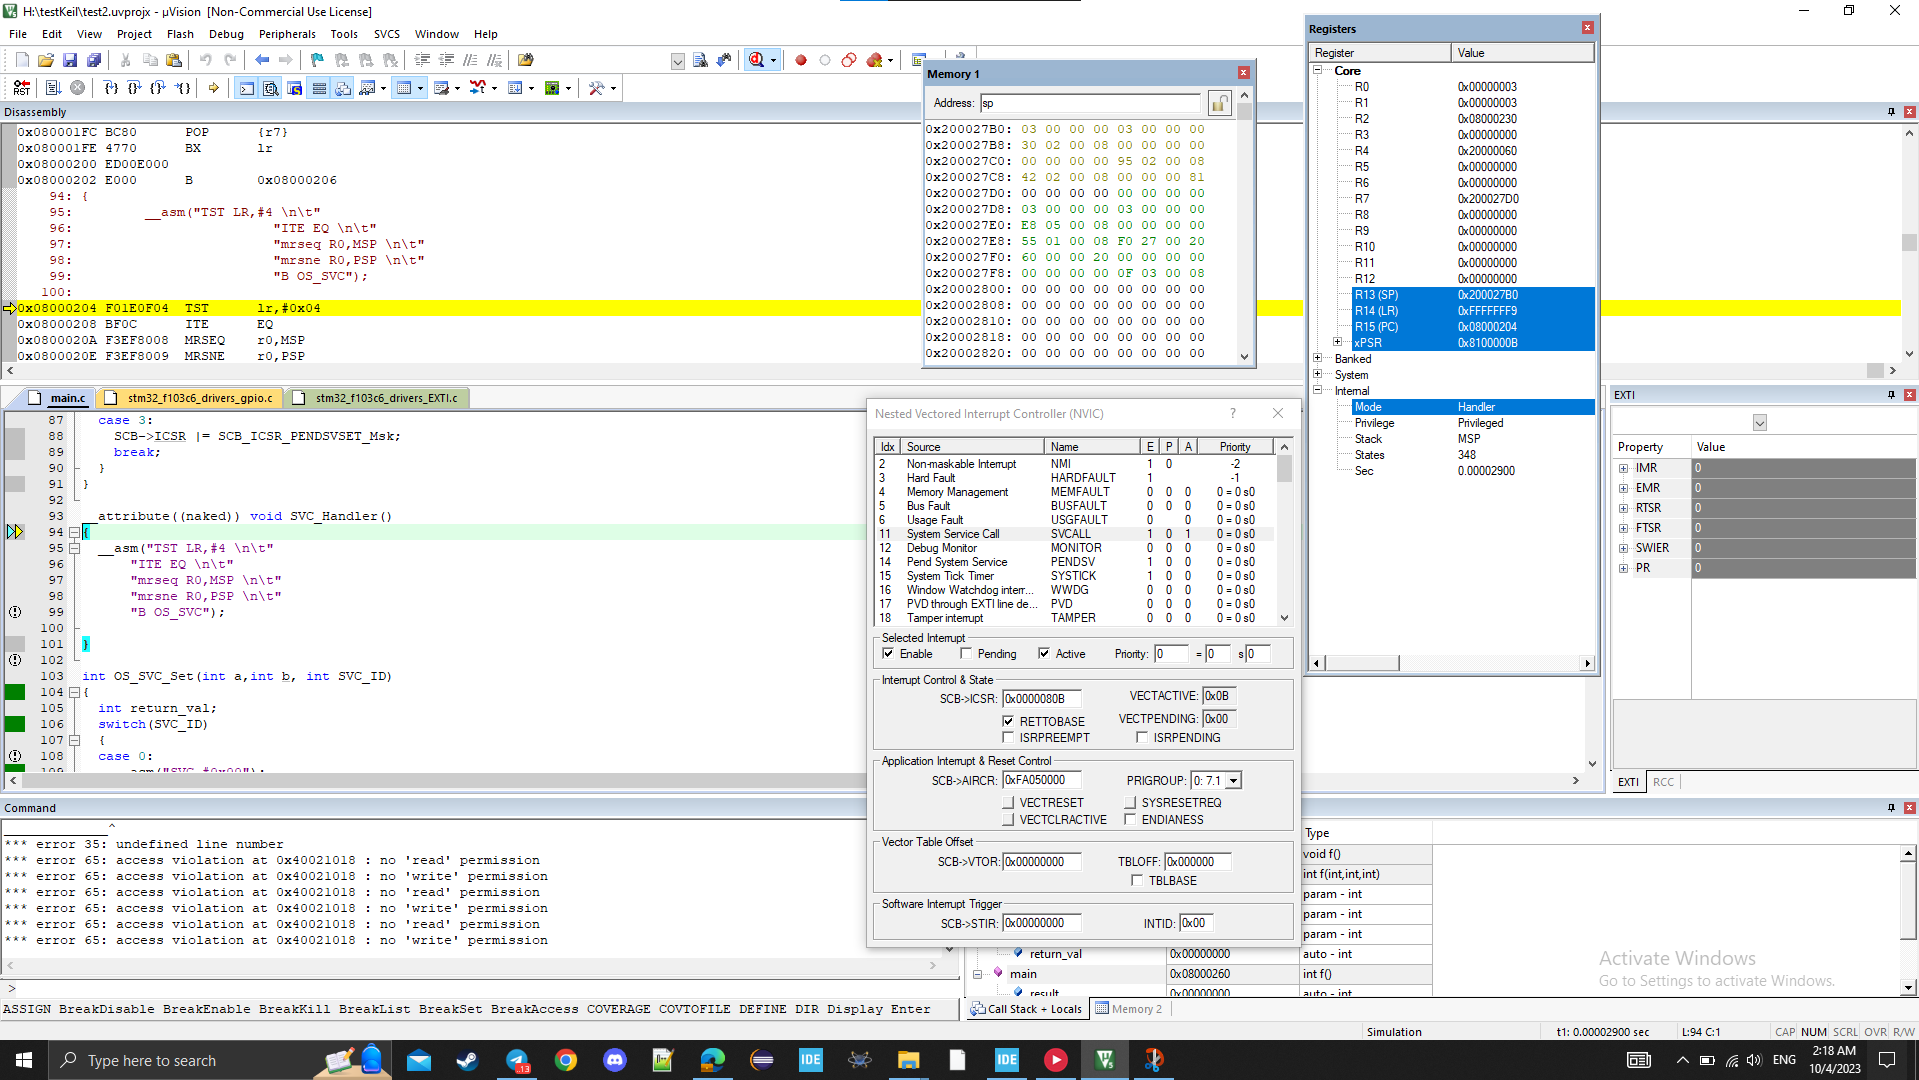 H:\testKeil\test2.uvprojx - µVision  [Non-Commercial Use License]
File Edit View Project Flash Debug Peripherals Tools SVCS Window Help
Disassembly
0x080001FC BC80 POP {r7}
0x080001FE 4770 BX lr
0x08000200 ED00E000
0x08000202 E000 B 0x08000206
94: {
95: __asm("TST LR,#4 \n\t"
96: "ITE EQ \n\t"
97: "mrseq R0,MSP \n\t"
98: "mrsne R0,PSP \n\t"
99: "B OS_SVC");
100:
0x08000204 F01E0F04 TST lr,#0x04
0x08000208 BF0C ITE EQ
0x0800020A F3EF8008 MRSEQ r0,MSP
0x0800020E F3EF8009 MRSNE r0,PSP
Memory 1
Address: sp
0x200027B0: 03 00 00 00 03 00 00 00
0x200027B8: 30 02 00 08 00 00 00 00
0x200027C0: 00 00 00 00 95 02 00 08
0x200027C8: 42 02 00 08 00 00 00 81
0x200027D0: 00 00 00 00 00 00 00 00
0x200027D8: 03 00 00 00 03 00 00 00
0x200027E0: E8 05 00 08 00 00 00 00
0x200027E8: 55 01 00 08 F0 27 00 20
0x200027F0: 60 00 00 20 00 00 00 00
0x200027F8: 00 00 00 00 0F 03 00 08
0x20002800: 00 00 00 00 00 00 00 00
0x20002808: 00 00 00 00 00 00 00 00
0x20002810: 00 00 00 00 00 00 00 00
0x20002818: 00 00 00 00 00 00 00 00
0x20002820: 00 00 00 00 00 00 00 00
Registers
Register Value
Core
R0 0x00000003
R1 0x00000003
R2 0x08000230
R3 0x00000000
R4 0x20000060
R5 0x00000000
R6 0x00000000
R7 0x200027D0
R8 0x00000000
R9 0x00000000
R10 0x00000000
R11 0x00000000
R12 0x00000000
R13 (SP) 0x200027B0
R14 (LR) 0xFFFFFFF9
R15 (PC) 0x08000204
xPSR 0x8100000B
Banked
System
Internal
Mode Handler
Privilege Privileged
Stack MSP
States 348
Sec 0.00002900
main.c stm32_f103c6_drivers_gpio.c stm32_f103c6_drivers_EXTI.c
87 case 3:
88 SCB->ICSR |= SCB_ICSR_PENDSVSET_Msk;
89 break;
90 }
91 }
92
93 __attribute((naked)) void SVC_Handler()
94 {
95 __asm("TST LR,#4 \n\t"
96 "ITE EQ \n\t"
97 "mrseq R0,MSP \n\t"
98 "mrsne R0,PSP \n\t"
99 "B OS_SVC");
100
101 }
102
103 int OS_SVC_Set(int a,int b, int SVC_ID)
104 {
105 int return_val;
106 switch(SVC_ID)
107 {
108 case 0:
109 asm("SVC #0x00");
Nested Vectored Interrupt Controller (NVIC) ?
Idx Source Name E P A Priority
2 Non-maskable Interrupt NMI 1 0 -2
3 Hard Fault HARDFAULT 1 -1
4 Memory Management MEMFAULT 0 0 0 0 = 0 s0
5 Bus Fault BUSFAULT 0 0 0 0 = 0 s0
6 Usage Fault USGFAULT 0 0 0 = 0 s0
11 System Service Call SVCALL 1 0 1 0 = 0 s0
12 Debug Monitor MONITOR 0 0 0 0 = 0 s0
14 Pend System Service PENDSV 1 0 0 0 = 0 s0
15 System Tick Timer SYSTICK 1 0 0 0 = 0 s0
16 Window Watchdog interr... WWDG 0 0 0 0 = 0 s0
17 PVD through EXTI line de... PVD 0 0 0 0 = 0 s0
18 Tamper interrupt TAMPER 0 0 0 0 = 0 s0
Selected Interrupt
Enable Pending Active Priority: 0 = 0 s 0
Interrupt Control & State
SCB->ICSR: 0x0000080B VECTACTIVE: 0x0B
RETTOBASE VECTPENDING: 0x00
ISRPREEMPT ISRPENDING
Application Interrupt & Reset Control
SCB->AIRCR: 0xFA050000 PRIGROUP: 0: 7.1
VECTRESET SYSRESETREQ
VECTCLRACTIVE ENDIANESS
Vector Table Offset
SCB->VTOR: 0x00000000 TBLOFF: 0x000000
TBLBASE
Software Interrupt Trigger
SCB->STIR: 0x00000000 INTID: 0x00
EXTI
Property Value
IMR 0
EMR 0
RTSR 0
FTSR 0
SWIER 0
PR 0
EXTI RCC
Command
^
*** error 35: undefined line number
*** error 65: access violation at 0x40021018 : no 'read' permission
*** error 65: access violation at 0x40021018 : no 'write' permission
*** error 65: access violation at 0x40021018 : no 'read' permission
*** error 65: access violation at 0x40021018 : no 'write' permission
*** error 65: access violation at 0x40021018 : no 'read' permission
*** error 65: access violation at 0x40021018 : no 'write' permission
>
ASSIGN BreakDisable BreakEnable BreakKill BreakList BreakSet BreakAccess COVERAGE COVTOFILE DEFINE DIR Display Enter
Type
void f()
int f(int,int,int)
param - int
param - int
param - int
return_val 0x00000000 auto - int
main 0x08000260 int f()
result 0x00000000 auto - int
Call Stack + Locals Memory 2
Activate Windows
Go to Settings to activate Windows.
Simulation t1: 0.00002900 sec L:94 C:1 CAP NUM SCRL OVR R/W
Type here to search
.13
IDE
IDE
ENG
2:18 AM
10/4/2023